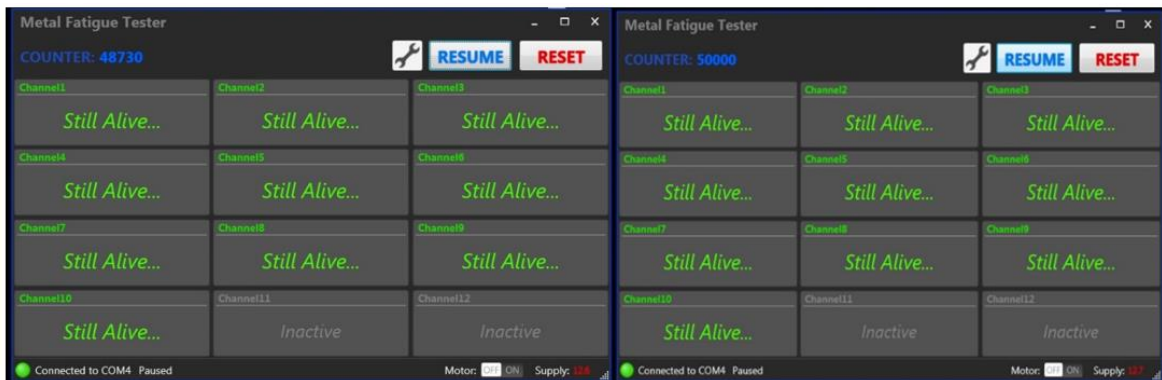 Metal Fatigue Tester
COUNTER: 48730
RESUME
RESET
Channel1
Channel2
Channel3
Still Alive...
Still Alive...
Still Alive...
Channel4
Channel5
Channel6
Still Alive...
Still Alive...
Still Alive...
Channel7
Channel8
Channel9
Still Alive...
Still Alive...
Still Alive...
Channel10
Channel11
Channel12
Still Alive...
Inactive
Inactive
Connected to COM4 Paused
Motor: OFF ON Supply: 12.6
Metal Fatigue Tester
COUNTER: 50000
RESUME
RESET
Channel1
Channel2
Channel3
Still Alive...
Still Alive...
Still Alive...
Channel4
Channel5
Channel6
Still Alive...
Still Alive...
Still Alive...
Channel7
Channel8
Channel9
Still Alive...
Still Alive...
Still Alive...
Channel10
Channel11
Channel12
Still Alive...
Inactive
Inactive
Connected to COM4 Paused
Motor: OFF ON Supply: 12.7